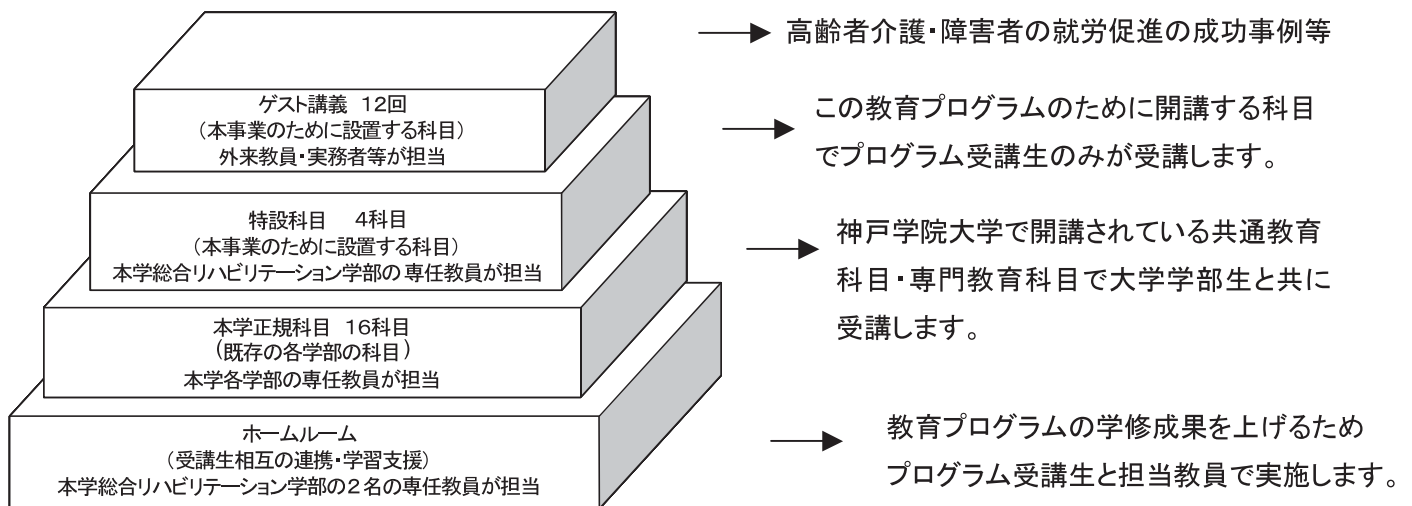 ゲスト講義 12回
(本事業のために設置する科目)
外来教員・実務者等が担当
高齢者介護・障害者の就労促進の成功事例等
特設科目 4科目
(本事業のために設置する科目)
本学総合リハビリテーション学部の専任教員が担当
この教育プログラムのために開講する科目
でプログラム受講生のみが受講します。
本学正規科目 16科目
(既存の各学部の科目)
本学各学部の専任教員が担当
神戸学院大学で開講されている共通教育
科目・専門教育科目で大学学部生と共に
受講します。
ホームルーム
(受講生相互の連携・学習支援)
本学総合リハビリテーション学部の2名の専任教員が担当
教育プログラムの学修成果を上げるため
プログラム受講生と担当教員で実施します。